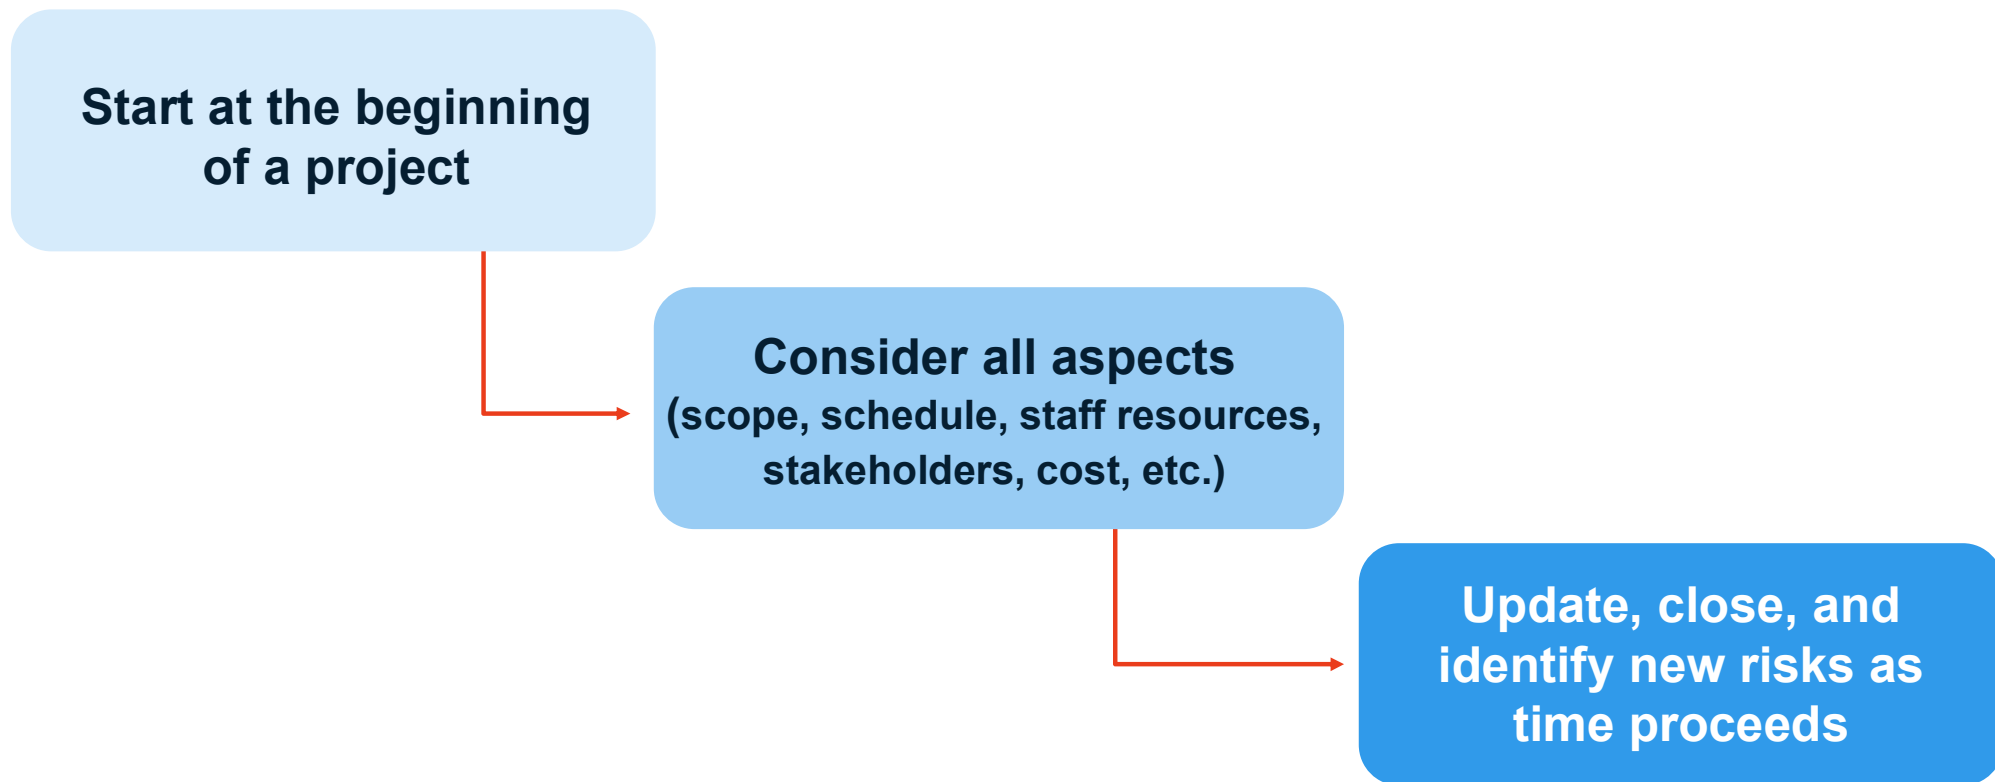 Start at the beginning
of a project
Consider all aspects
(scope, schedule, staff resources,
stakeholders, cost, etc.)
Update, close, and
identify new risks as
time proceeds